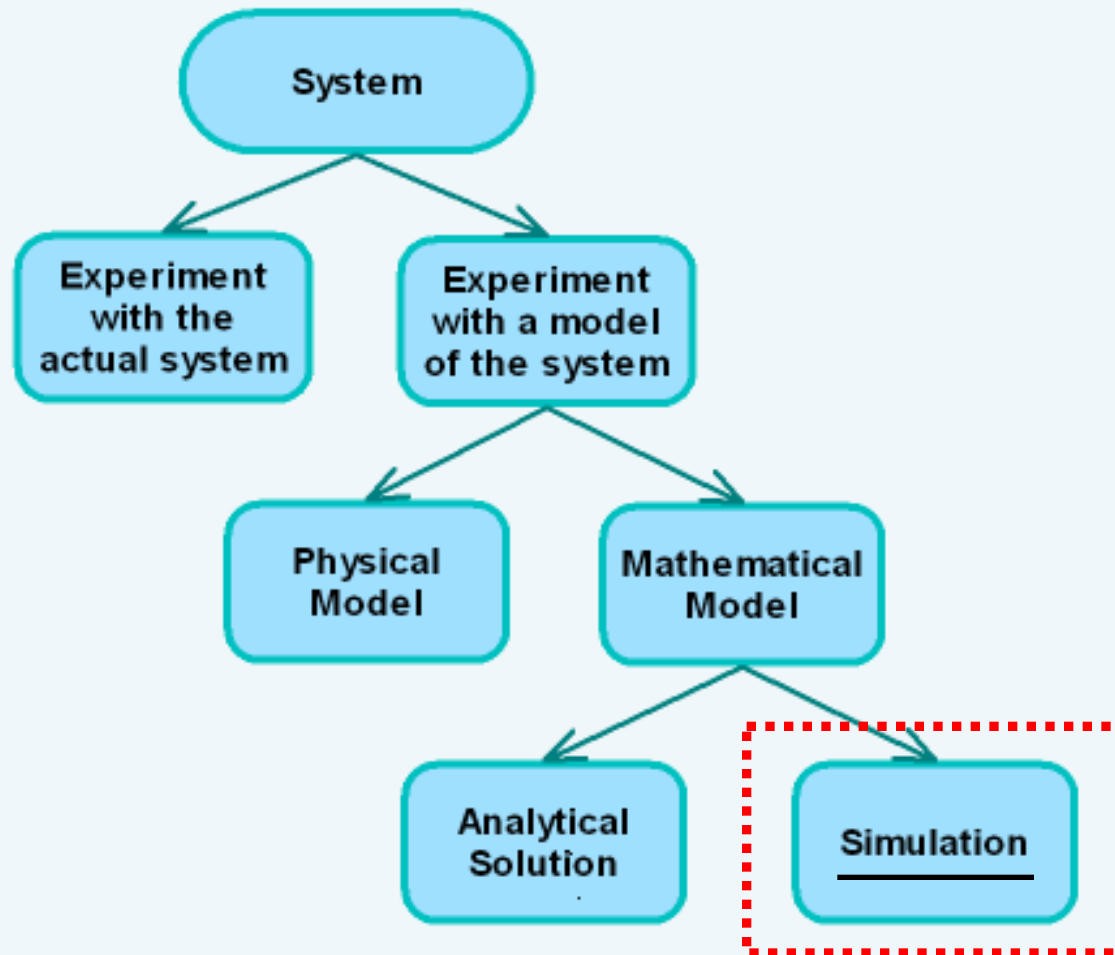 System
Experiment
with the
actual system
Experiment
with a model
of the system
Physical
Model
Mathematical
Model
Analytical
Solution
Simulation